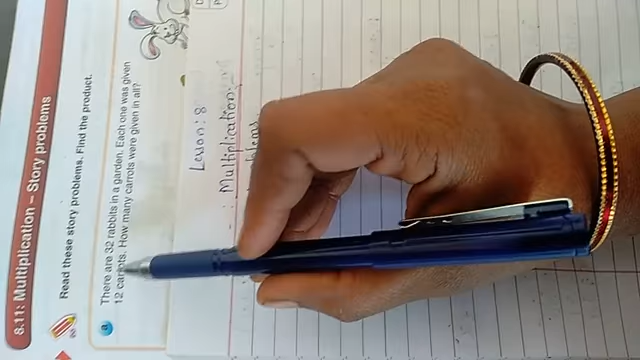 8.11: Multiplication – Story problems
Read these story problems. Find the product.
a There are 32 rabbits in a garden. Each one was given
12 carrots. How many carrots were given in all?
Lesson: 8
Multiplication: